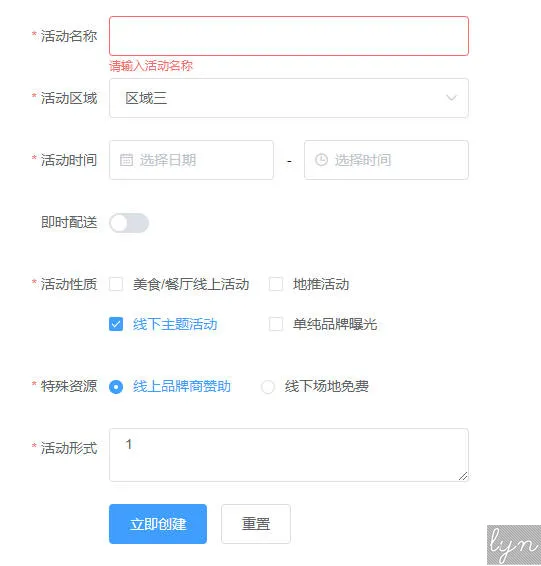 * 活动名称
请输入活动名称
* 活动区域 区域三
* 活动时间 选择日期 - 选择时间
即时配送
* 活动性质 美食/餐厅线上活动 地推活动
线下主题活动 单纯品牌曝光
* 特殊资源 线上品牌商赞助 线下场地免费
* 活动形式 1
立即创建 重置
lyn